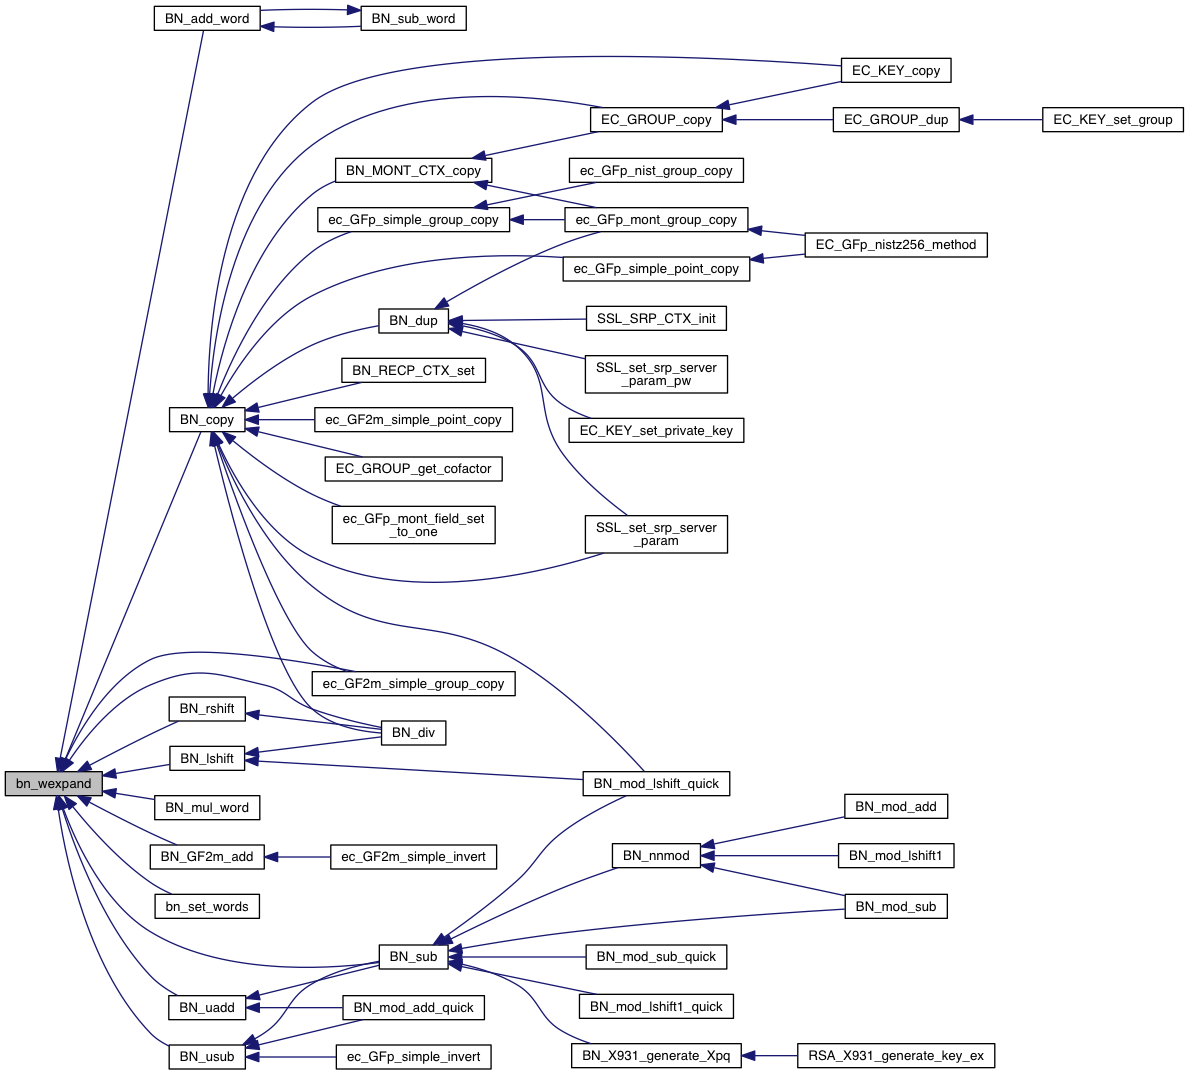 BN_add_word
BN_sub_word
EC_KEY_copy
EC_GROUP_copy
EC_GROUP_dup
EC_KEY_set_group
BN_MONT_CTX_copy
ec_GFp_nist_group_copy
ec_GFp_simple_group_copy
ec_GFp_mont_group_copy
EC_GFp_nistz256_method
ec_GFp_simple_point_copy
BN_dup
SSL_SRP_CTX_init
BN_RECP_CTX_set
SSL_set_srp_server
_param_pw
BN_copy
ec_GF2m_simple_point_copy
EC_KEY_set_private_key
EC_GROUP_get_cofactor
ec_GFp_mont_field_set
_to_one
SSL_set_srp_server
_param
ec_GF2m_simple_group_copy
BN_rshift
BN_div
BN_lshift
bn_wexpand
BN_mod_lshift_quick
BN_mul_word
BN_mod_add
BN_GF2m_add
ec_GF2m_simple_invert
BN_nnmod
BN_mod_lshift1
bn_set_words
BN_mod_sub
BN_sub
BN_mod_sub_quick
BN_uadd
BN_mod_add_quick
BN_mod_lshift1_quick
BN_usub
ec_GFp_simple_invert
BN_X931_generate_Xpq
RSA_X931_generate_key_ex